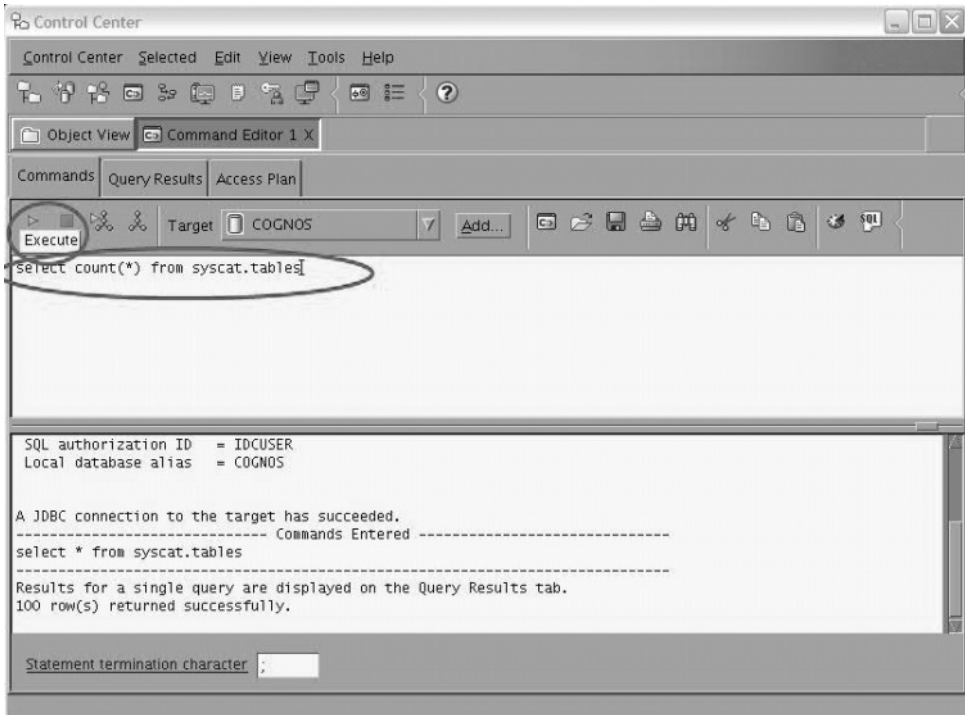 Control Center
Control Center Selected Edit View Tools Help
Object View Command Editor 1 X
Commands Query Results Access Plan
Target COGNOS Add... SQL
Execute
select count(*) from syscat.tables
SQL authorization ID = IDCUSER
Local database alias = COGNOS
A JDBC connection to the target has succeeded.
------------------------------ Commands Entered ------------------------------
select * from syscat.tables
------------------------------------------------------------------------------
Results for a single query are displayed on the Query Results tab.
100 row(s) returned successfully.
Statement termination character ;